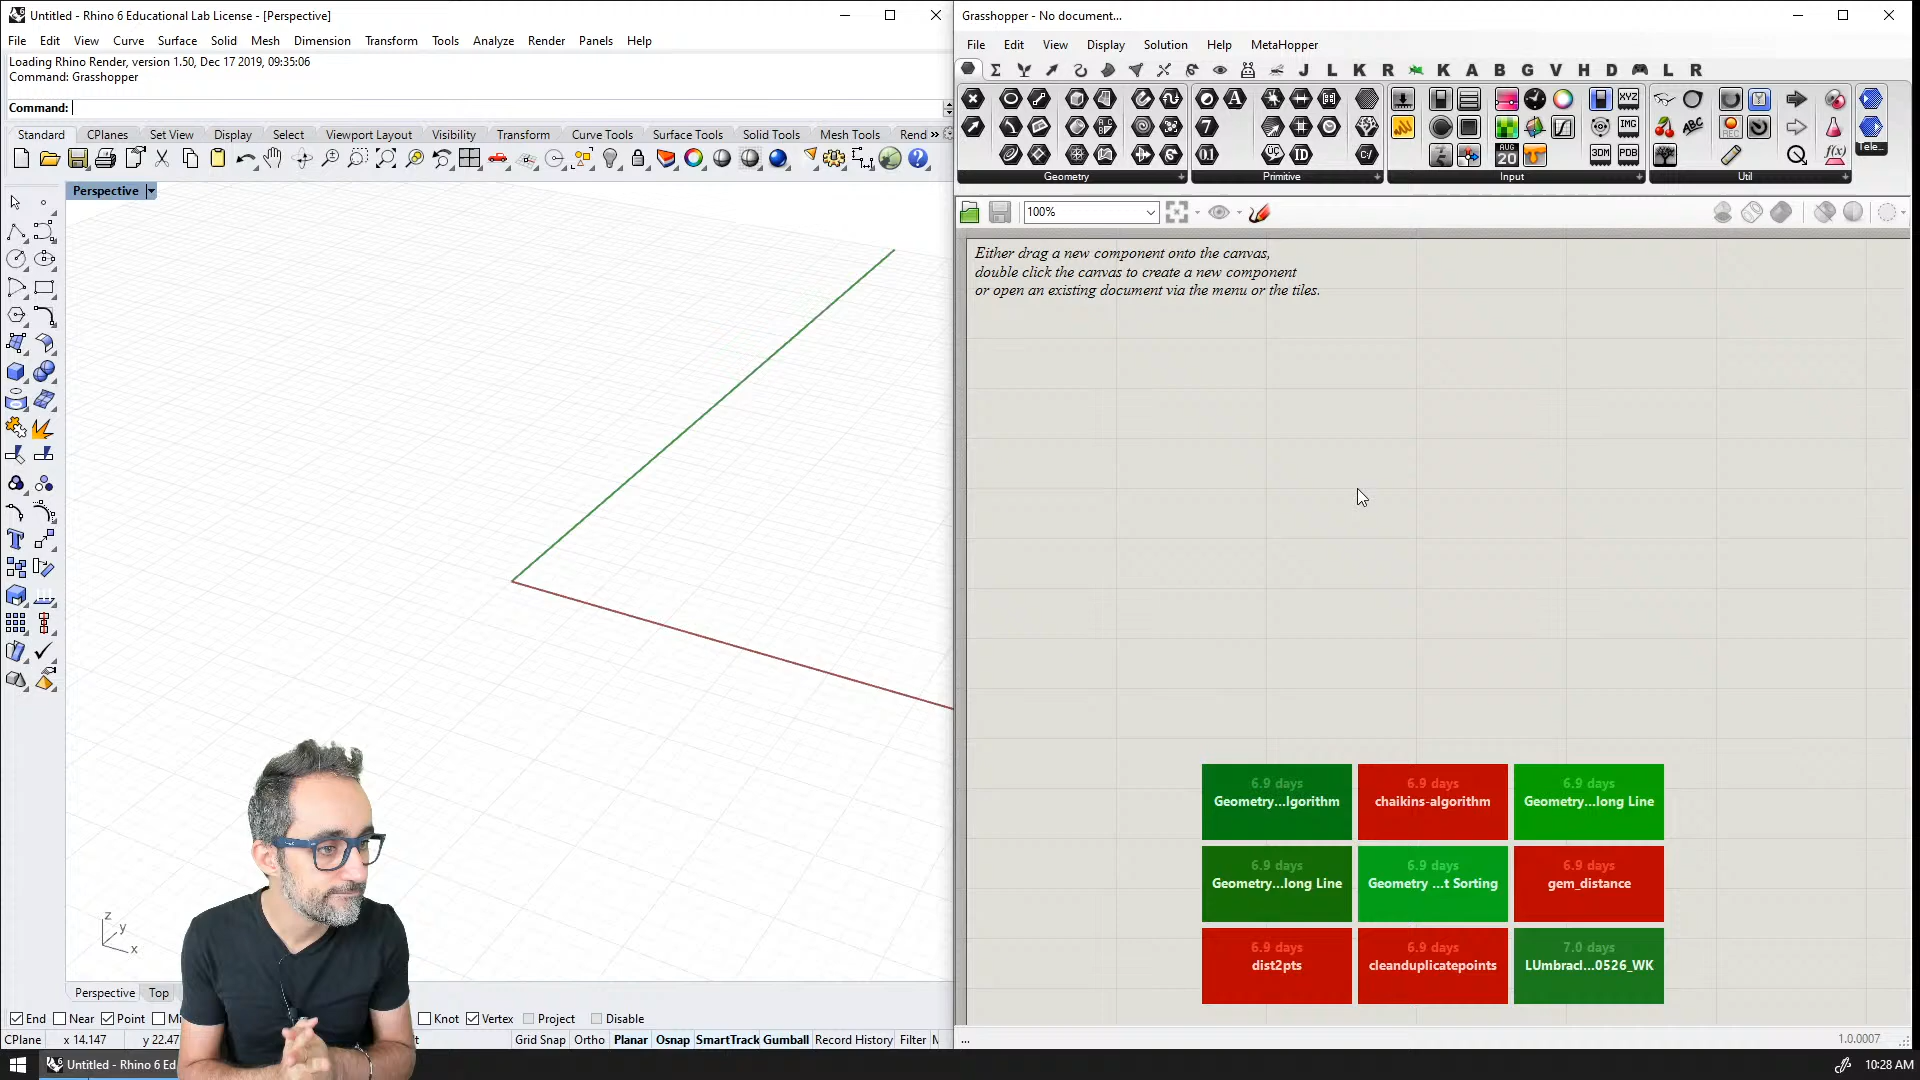 Untitled - Rhino 6 Educational Lab License - [Perspective]
File Edit View Curve Surface Solid Mesh Dimension Transform Tools Analyze Render Panels Help
Loading Rhino Render, version 1.50, Dec 17 2019, 09:35:06
Command: Grasshopper
Command:
Standard CPlanes Set View Display Select Viewport Layout Visibility Transform Curve Tools Surface Tools Solid Tools Mesh Tools Rend »
Perspective
z
y
x
Perspective Top
End Near Point Knot Vertex Project Disable
CPlane x 14.147 y 22.47 Grid Snap Ortho Planar Osnap SmartTrack Gumball Record History Filter
Untitled - Rhino 6 Ed
Grasshopper - No document...
File Edit View Display Solution Help MetaHopper
J L K R K A B G V H D L R
Geometry Primitive Input Util Tele...
100%
Either drag a new component onto the canvas,
double click the canvas to create a new component
or open an existing document via the menu or the tiles.
6.9 days 6.9 days 6.9 days
Geometry...lgorithm chaikins-algorithm Geometry...long Line
6.9 days 6.9 days 6.9 days
Geometry...long Line Geometry ...t Sorting gem_distance
6.9 days 6.9 days 7.0 days
dist2pts cleanduplicatepoints LUmbracl...0526_WK
... 1.0.0007
10:28 AM